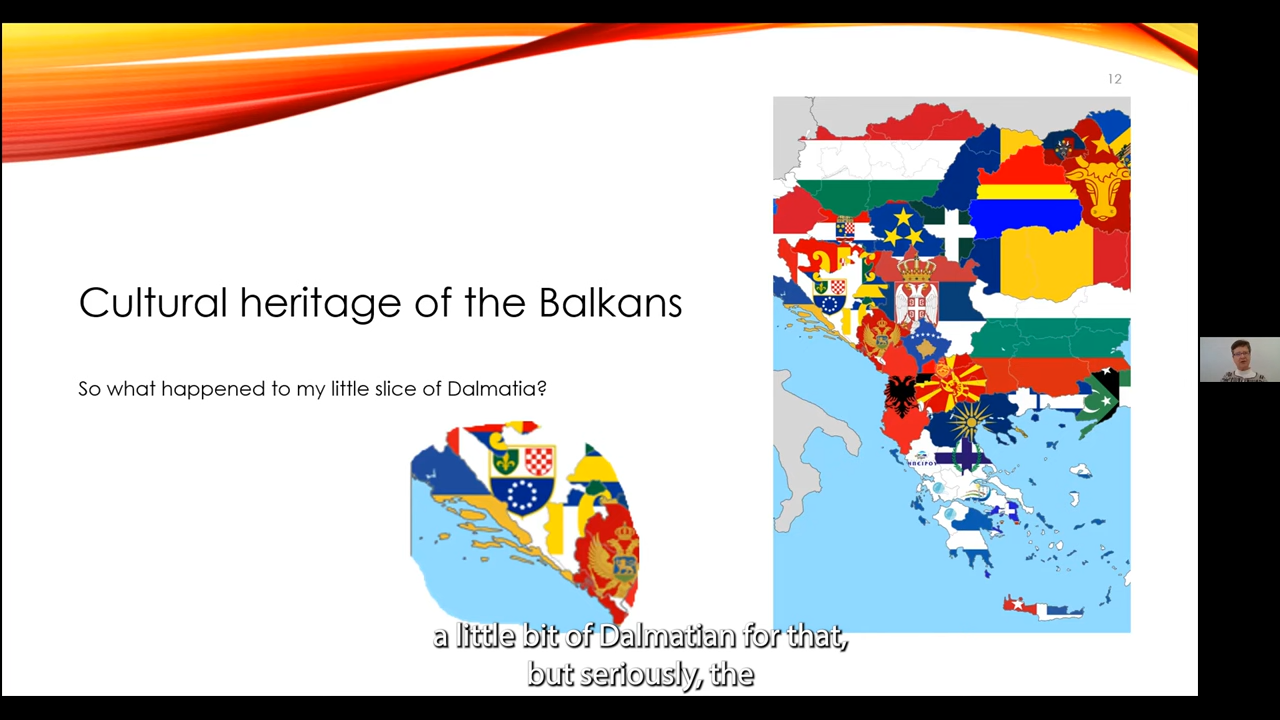 12
Cultural heritage of the Balkans
So what happened to my little slice of Dalmatia?
ΗΠΕΙΡΟΣ
a little bit of Dalmatian for that,
but seriously, the